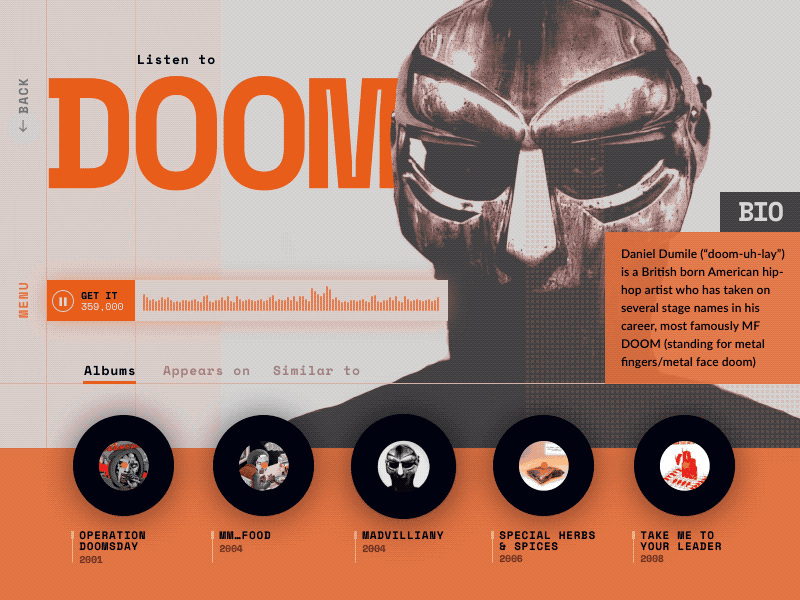 Listen to
DOOM
← BACK
BIO
Daniel Dumile (“doom-uh-lay”)
is a British born American hip-
hop artist who has taken on
several stage names in his
career, most famously MF
DOOM (standing for metal
fingers/metal face doom)
MENU
GET IT
359,000
Albums
Appears on
Similar to
OPERATION
DOOMSDAY
2001
MM…FOOD
2004
MADVILLIANY
2004
SPECIAL HERBS
& SPICES
2006
TAKE ME TO
YOUR LEADER
2008